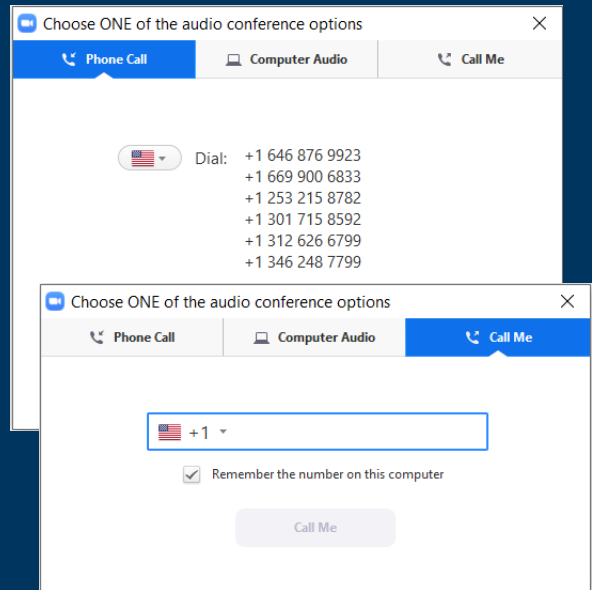 Choose ONE of the audio conference options
Phone Call
Computer Audio
Call Me
Dial:
+1 646 876 9923
+1 669 900 6833
+1 253 215 8782
+1 301 715 8592
+1 312 626 6799
+1 346 248 7799
Choose ONE of the audio conference options
Phone Call
Computer Audio
Call Me
+1
Remember the number on this computer
Call Me